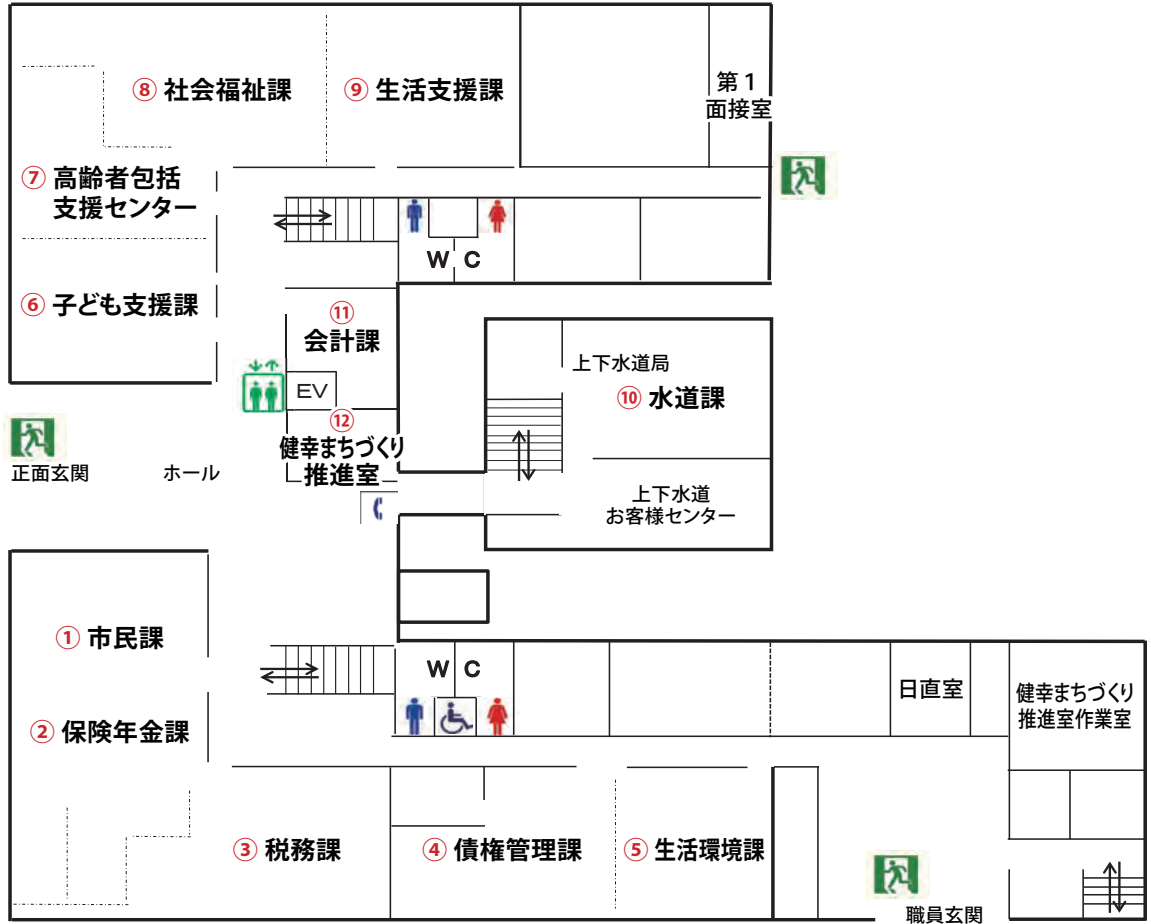 ⑧ 社会福祉課
⑨ 生活支援課
第１
面接室
⑦ 高齢者包括
支援センター
W C
⑥ 子ども支援課
⑪
会計課
EV
⑫
健幸まちづくり
推進室
上下水道局
⑩ 水道課
上下水道
お客様センター
正面玄関
ホール
① 市民課
② 保険年金課
W C
日直室
健幸まちづくり
推進室作業室
③ 税務課
④ 債権管理課
⑤ 生活環境課
職員玄関